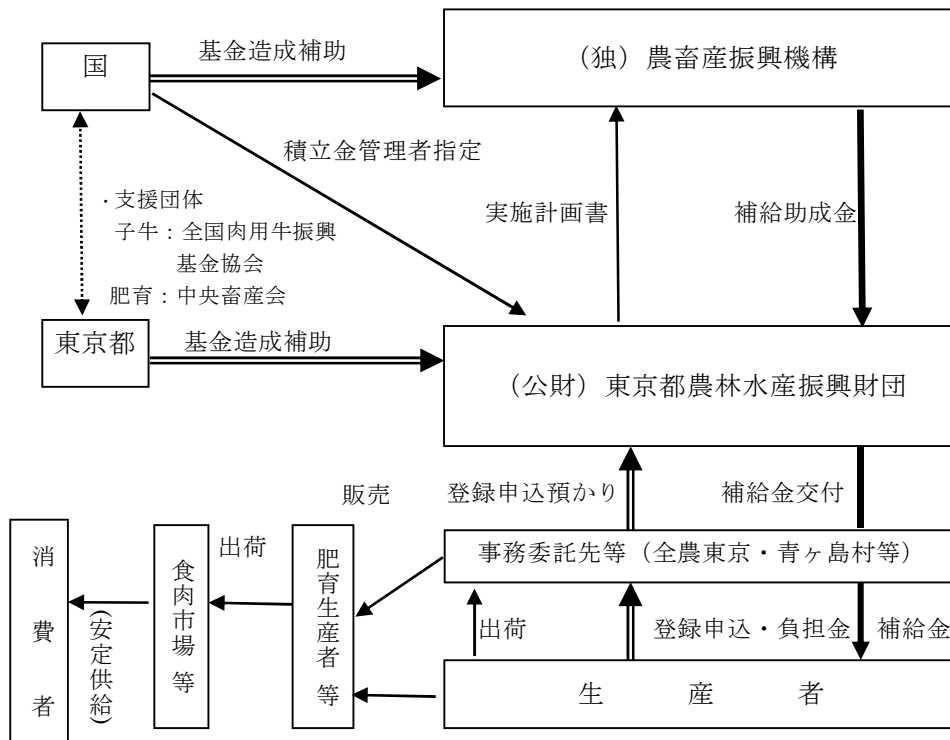 国
基金造成補助
（独）農畜産振興機構
積立金管理者指定
・支援団体
子牛：全国肉用牛振興
基金協会
肥育：中央畜産会
実施計画書
補給助成金
東京都
基金造成補助
（公財）東京都農林水産振興財団
販売
登録申込預かり
補給金交付
消費者
(安定供給)
食肉市場等
出荷
肥育生産者等
事務委託先等（全農東京・青ヶ島村等）
出荷
登録申込・負担金
補給金
生産者